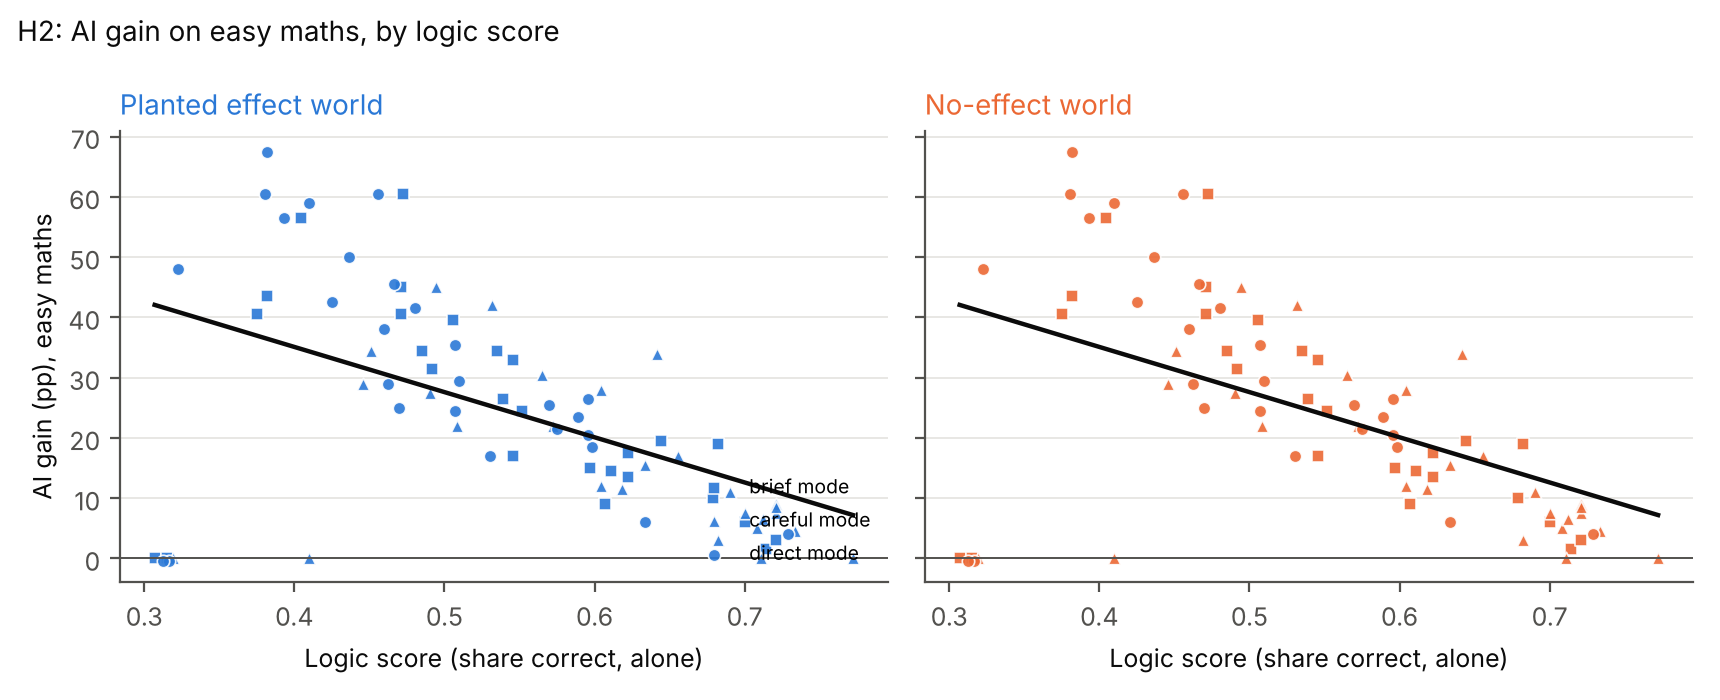 H2: AI gain on easy maths, by logic score
Planted effect world
No-effect world
AI gain (pp), easy maths
70
60
50
40
30
20
10
0
brief mode
careful mode
direct mode
0.3 0.4 0.5 0.6 0.7
0.3 0.4 0.5 0.6 0.7
Logic score (share correct, alone)
Logic score (share correct, alone)